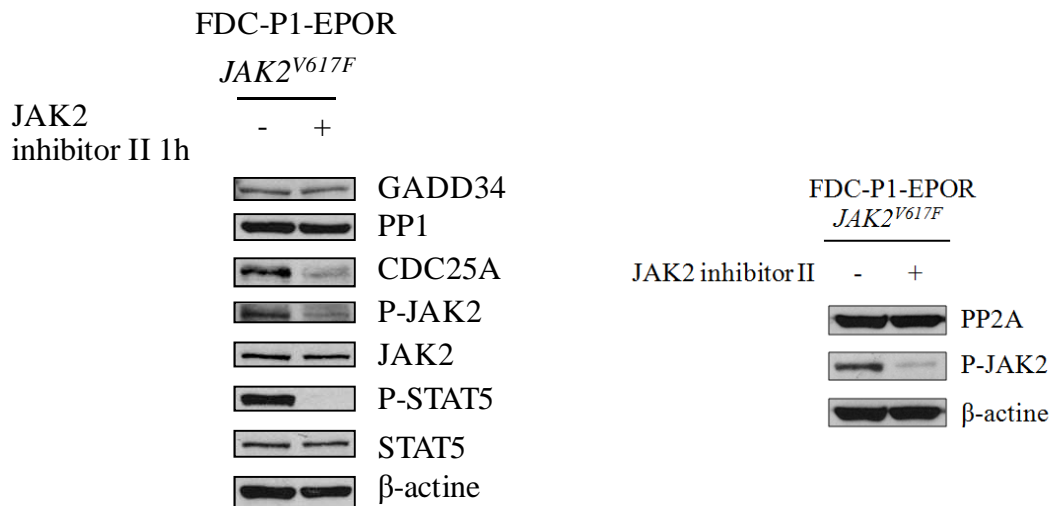 FDC-P1-EPOR
JAK2V617F
JAK2
inhibitor II 1h
- +
GADD34
PP1
CDC25A
P-JAK2
JAK2
P-STAT5
STAT5
β-actine
FDC-P1-EPOR
JAK2V617F
JAK2 inhibitor II - +
PP2A
P-JAK2
β-actine